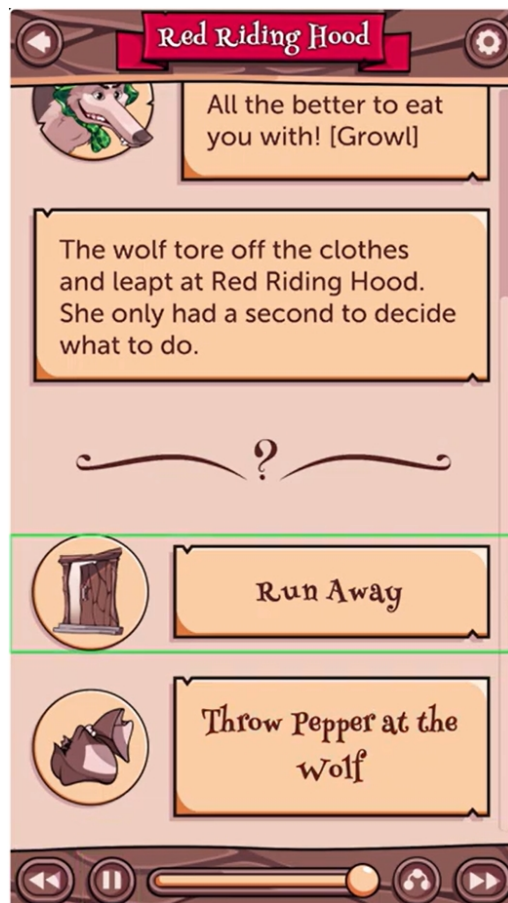 Red Riding Hood
All the better to eat
you with! [Growl]
The wolf tore off the clothes
and leapt at Red Riding Hood.
She only had a second to decide
what to do.
?
Run Away
Throw Pepper at the
Wolf